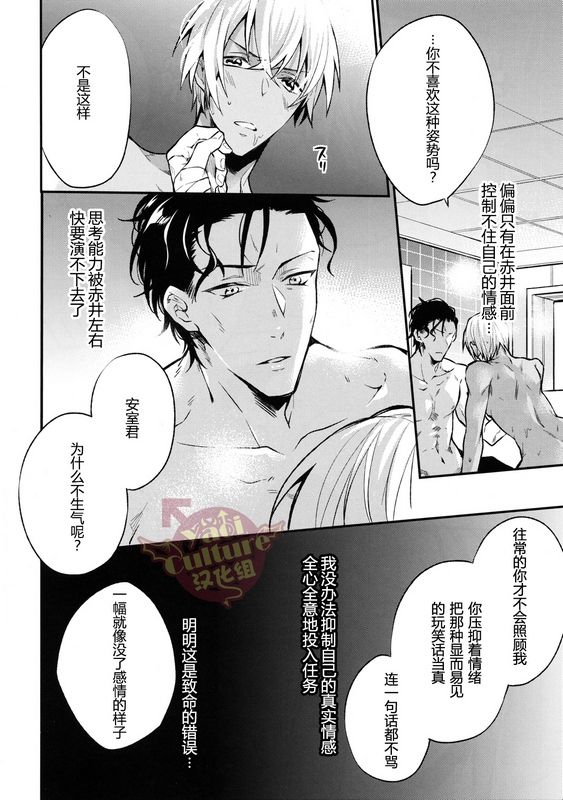 …你不喜欢这种姿势吗？
不是这样
スリ
偏偏只有在赤井面前
控制不住自己的情感…
思考能力被赤井左右
快要演不下去了
安室君
为什么不生气呢？
往常的你才不会照顾我
你压抑着情绪
把那种显而易见
的玩笑话当真
连一句话都不骂
我没办法抑制自己的真实情感
全心全意地投入任务
明明这是致命的错误…
一幅就像没了感情的样子
Culture
汉化组